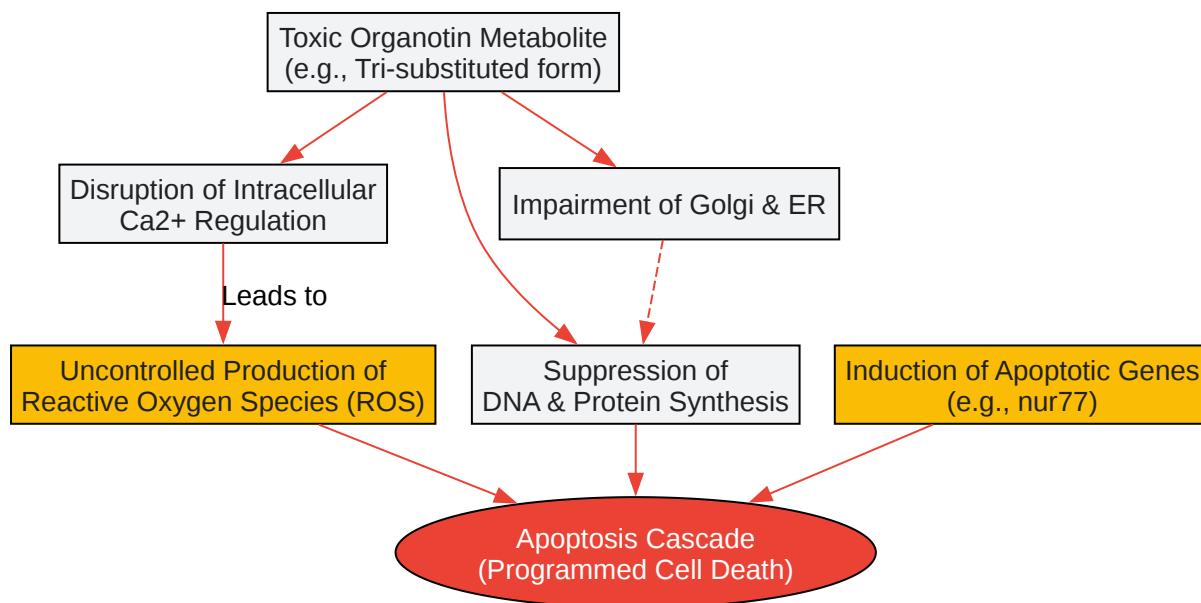 Toxic Organotin Metabolite
(e.g., Tri-substituted form)
Disruption of Intracellular
Ca2+ Regulation
Impairment of Golgi & ER
Leads to
Uncontrolled Production of
Reactive Oxygen Species (ROS)
Suppression of
DNA & Protein Synthesis
Induction of Apoptotic Genes
(e.g., nur77)
Apoptosis Cascade
(Programmed Cell Death)